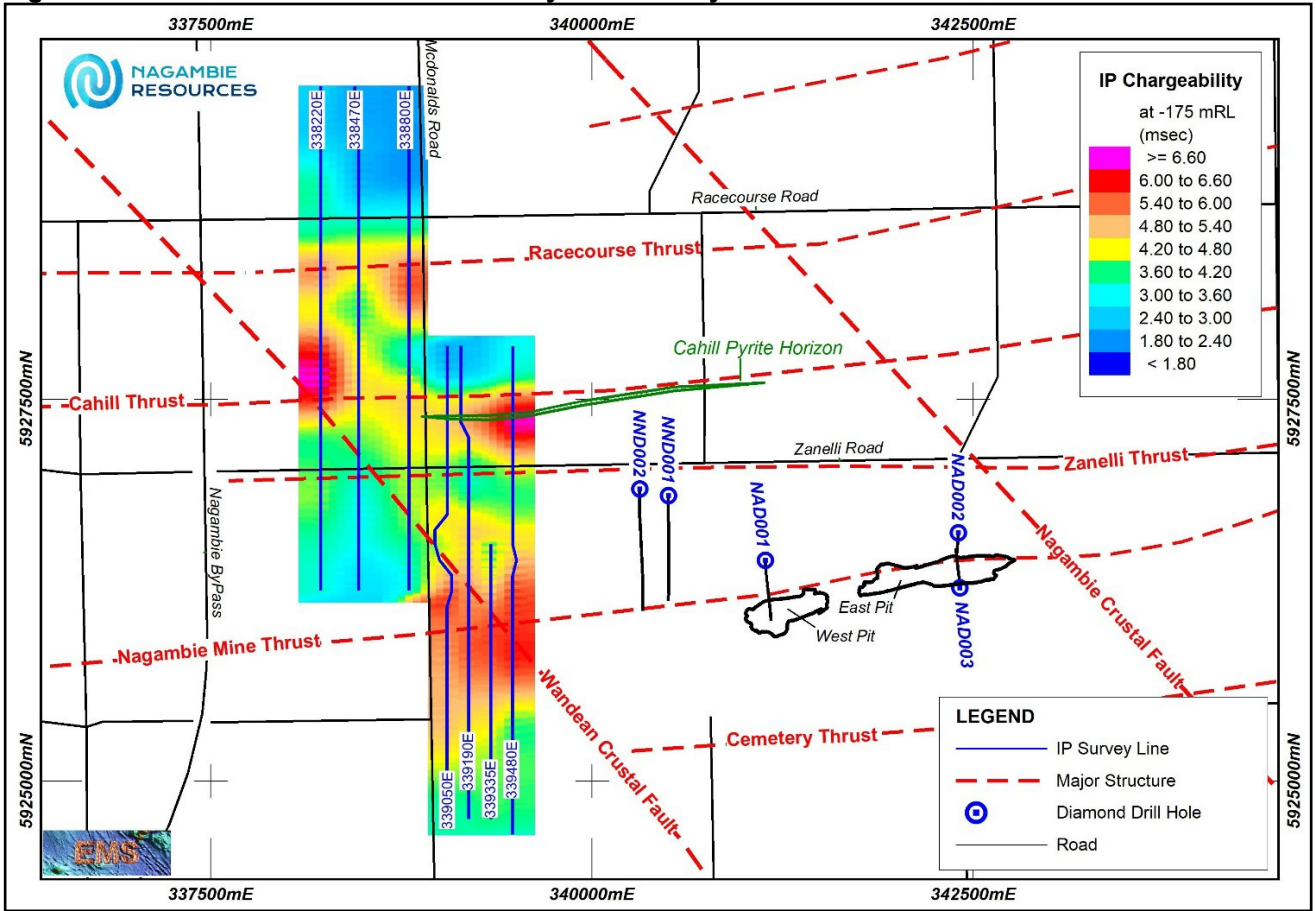 337500mE
340000mE
342500mE
NAGAMBIE
RESOURCES
Mcdonalds Road
338220E
338470E
338800E
IP Chargeability
at -175 mRL
(msec)
>= 6.60
6.00 to 6.60
5.40 to 6.00
4.80 to 5.40
4.20 to 4.80
3.60 to 4.20
3.00 to 3.60
2.40 to 3.00
1.80 to 2.40
< 1.80
Racecourse Road
Racecourse Thrust
Cahill Pyrite Horizon
5927500mN
5927500mN
Cahill Thrust
NND002
NND001
Zanelli Road
Zanelli Thrust
NAD002
NAD001
Nagambie ByPass
Nagambie Crustal Fault
East Pit
West Pit
NAD003
Nagambie Mine Thrust
Wandean Crustal Fault
Cemetery Thrust
339050E
339190E
339335E
339480E
5925000mN
5925000mN
LEGEND
IP Survey Line
Major Structure
Diamond Drill Hole
Road
EMS
337500mE
340000mE
342500mE